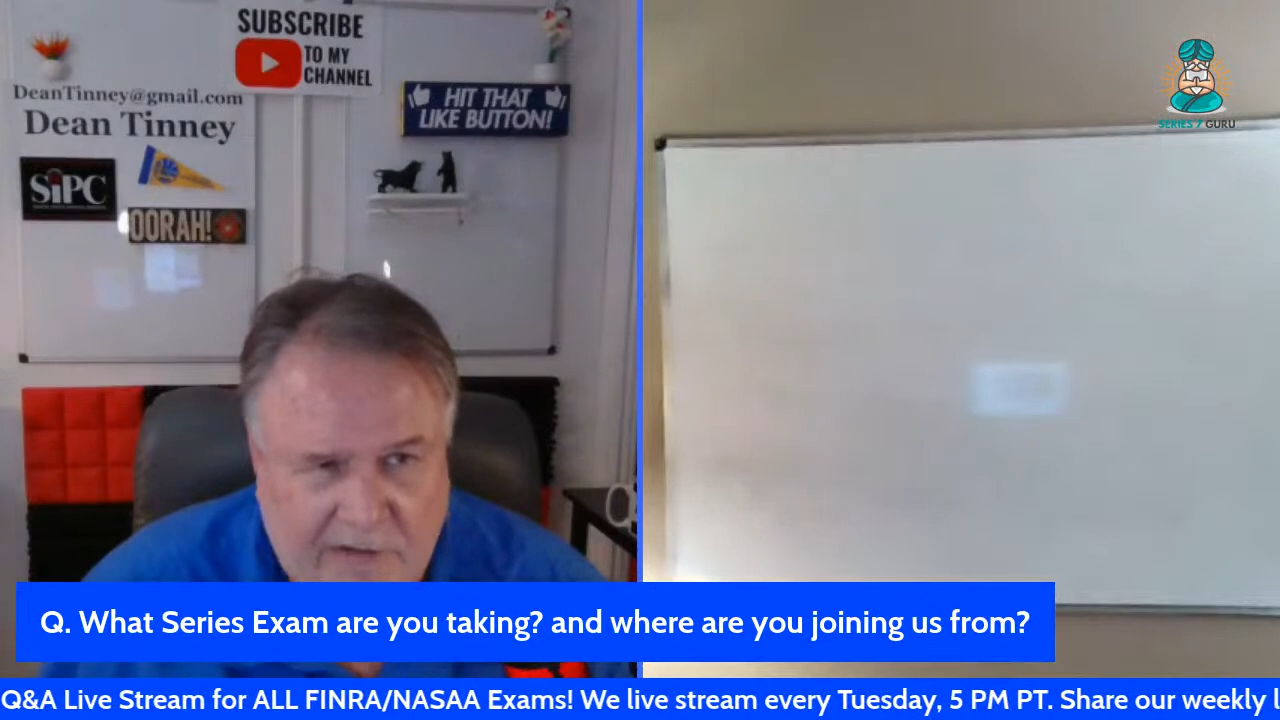 SUBSCRIBE
TO MY
CHANNEL
DeanTinney@gmail.com
Dean Tinney
HIT THAT
LIKE BUTTON!
SiPC
OORAH!
SERIES 7 GURU
Q. What Series Exam are you taking? and where are you joining us from?
Q&A Live Stream for ALL FINRA/NASAA Exams! We live stream every Tuesday, 5 PM PT. Share our weekly l